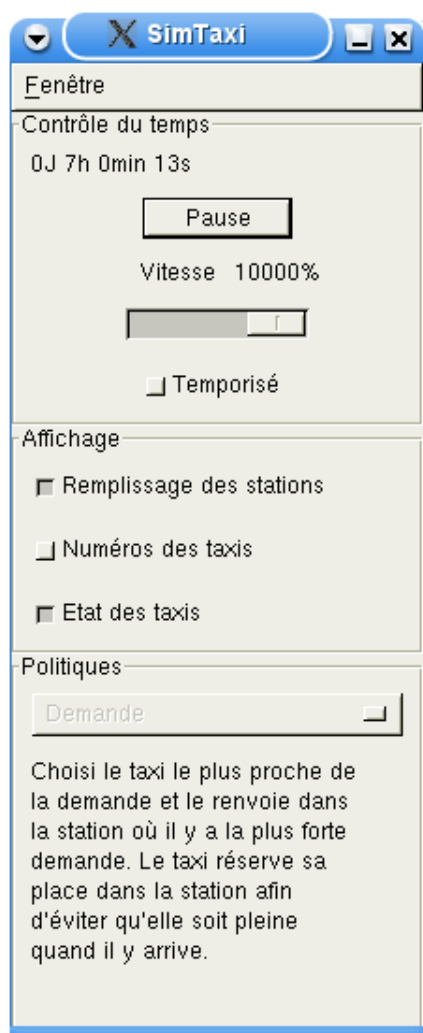 SimTaxi
Fenêtre
Contrôle du temps
0J 7h 0min 13s
Pause
Vitesse 10000%
Temporisé
Affichage
Remplissage des stations
Numéros des taxis
Etat des taxis
Politiques
Demande
Choisi le taxi le plus proche de
la demande et le renvoie dans
la station où il y a la plus forte
demande. Le taxi réserve sa
place dans la station afin
d'éviter qu'elle soit pleine
quand il y arrive.